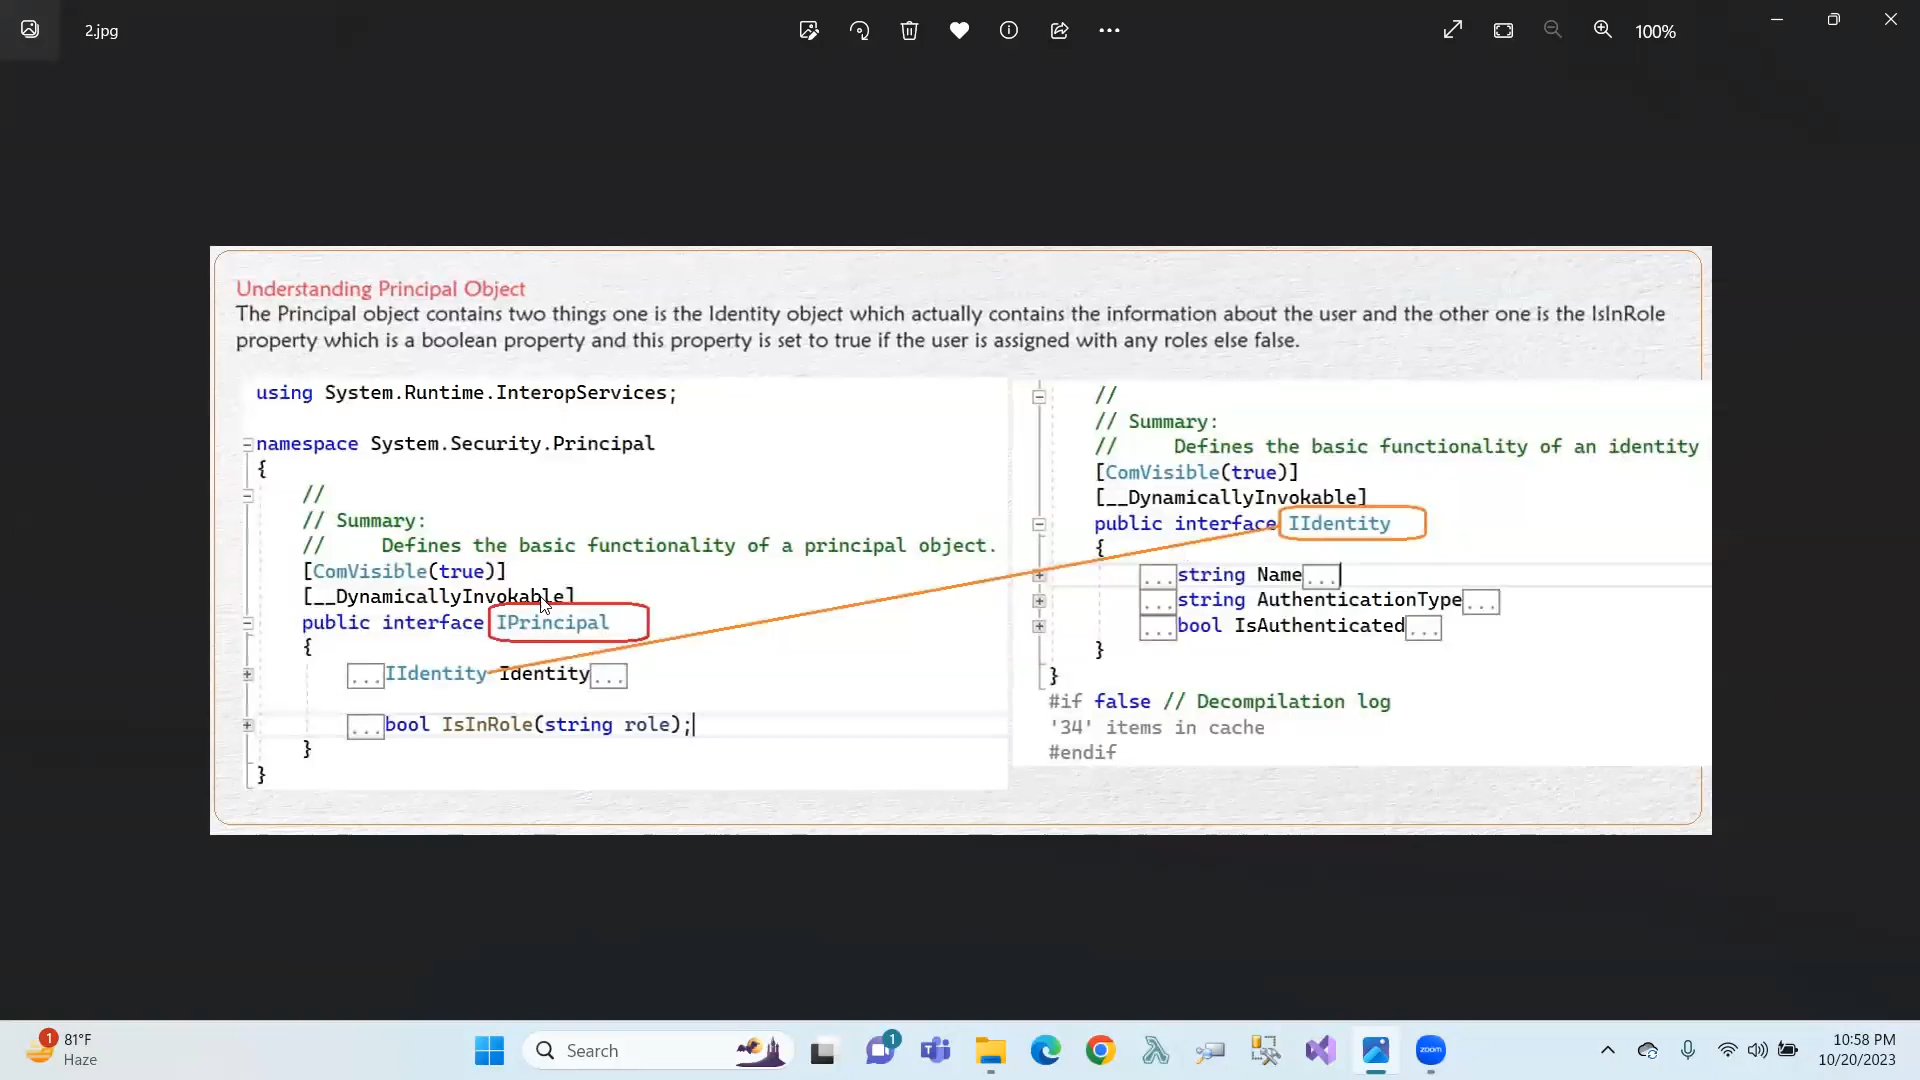 2.jpg
100%
Understanding Principal Object
The Principal object contains two things one is the Identity object which actually contains the information about the user and the other one is the IsInRole
property which is a boolean property and this property is set to true if the user is assigned with any roles else false.
using System.Runtime.InteropServices;
namespace System.Security.Principal
{
//
// Summary:
// Defines the basic functionality of a principal object.
[ComVisible(true)]
[__DynamicallyInvokable]
public interface IPrincipal
{
...IIdentity Identity...
...bool IsInRole(string role);
}
}
//
// Summary:
// Defines the basic functionality of an identity
[ComVisible(true)]
[__DynamicallyInvokable]
public interface IIdentity
{
...string Name...
...string AuthenticationType...
...bool IsAuthenticated...
}
}
#if false // Decompilation log
'34' items in cache
#endif
1
81°F
Haze
Search
1
zoom
10:58 PM
10/20/2023